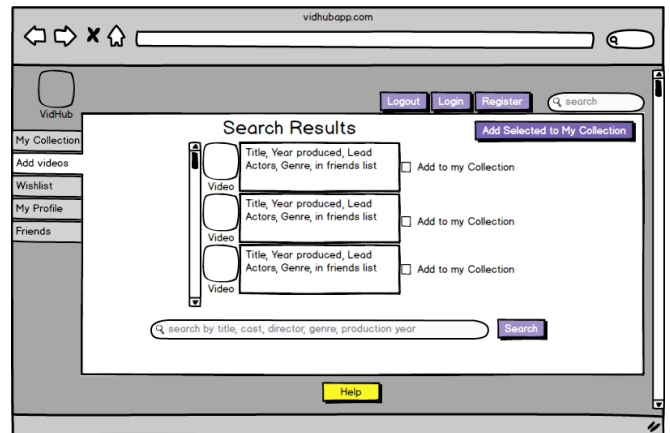 vidhubapp.com
VidHub
Logout Login Register search
My Collection
Add videos
Wishlist
My Profile
Friends
Search Results
Add Selected to My Collection
Title, Year produced, Lead
Actors, Genre, in friends list
Video
Add to my Collection
Title, Year produced, Lead
Actors, Genre, in friends list
Video
Add to my Collection
Title, Year produced, Lead
Actors, Genre, in friends list
Video
Add to my Collection
search by title, cast, director, genre, production year
Search
Help